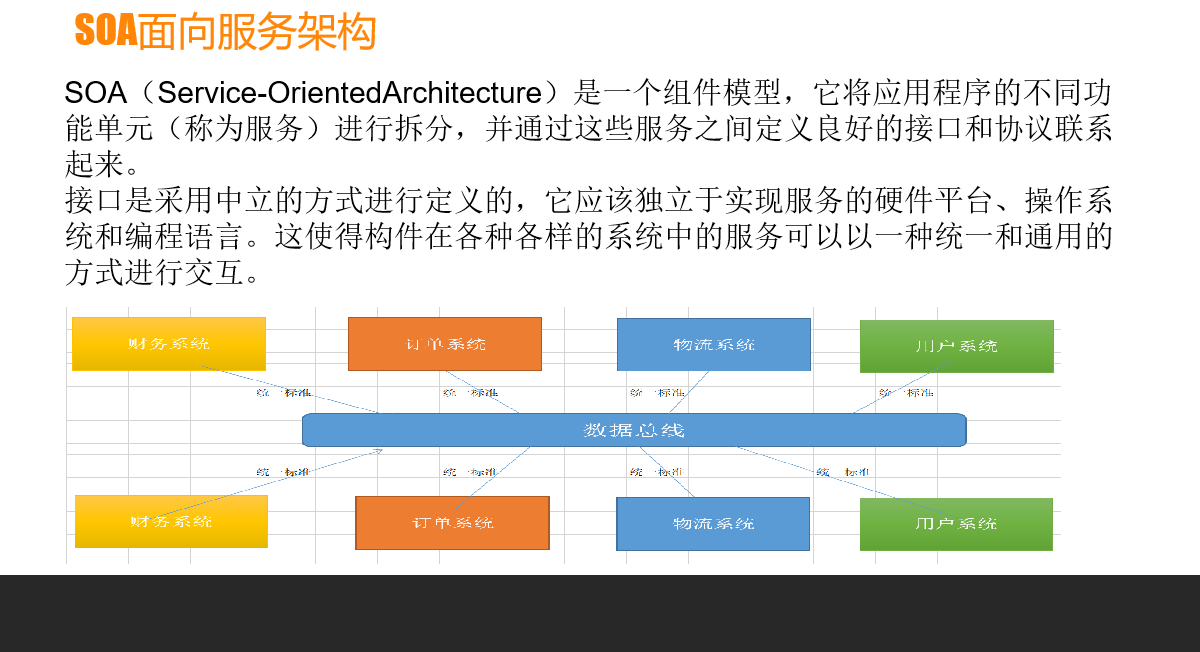 SOA面向服务架构
SOA（Service-OrientedArchitecture）是一个组件模型，它将应用程序的不同功
能单元（称为服务）进行拆分，并通过这些服务之间定义良好的接口和协议联系
起来。
接口是采用中立的方式进行定义的，它应该独立于实现服务的硬件平台、操作系
统和编程语言。这使得构件在各种各样的系统中的服务可以以一种统一和通用的
方式进行交互。
财务系统
订单系统
物流系统
用户系统
统一标准
统一标准
统一标准
统一标准
数据总线
统一标准
统一标准
统一标准
统一标准
财务系统
订单系统
物流系统
用户系统